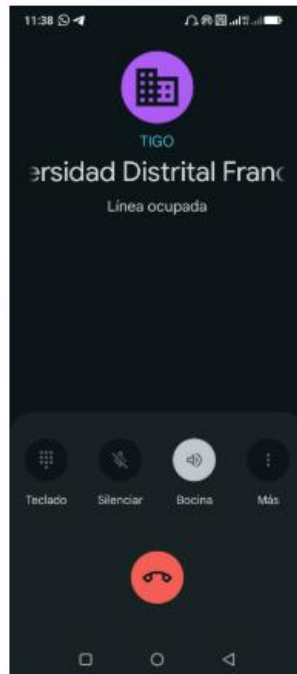 11:38
TIGO
ersidad Distrital Franc
Línea ocupada
Teclado Silenciar Bocina Más